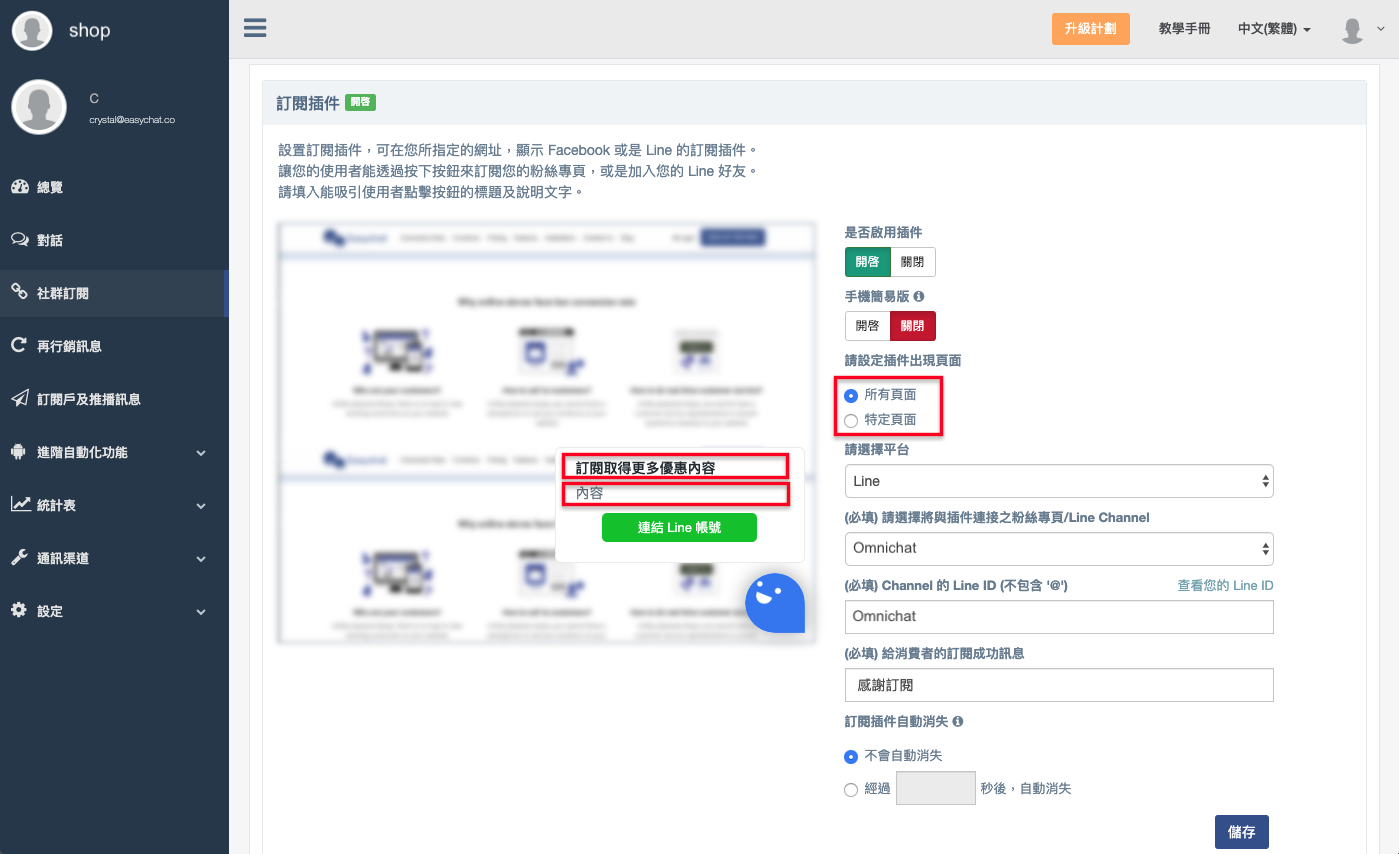 shop
升級計劃
教學手冊
中文(繁體)
C
crystal@easychat.co
總覽
對話
社群訂閱
再行銷訊息
訂閱戶及推播訊息
進階自動化功能
統計表
通訊渠道
設定
訂閱插件 開啓
設置訂閱插件，可在您所指定的網址，顯示 Facebook 或是 Line 的訂閱插件。
讓您的使用者能透過按下按鈕來訂閱您的粉絲專頁，或是加入您的 Line 好友。
請填入能吸引使用者點擊按鈕的標題及說明文字。
訂閱取得更多優惠內容
內容
連結 Line 帳號
是否啟用插件
開啓 關閉
手機簡易版
開啓 關閉
請設定插件出現頁面
所有頁面
特定頁面
請選擇平台
Line
(必填) 請選擇將與插件連接之粉絲專頁/Line Channel
Omnichat
(必填) Channel 的 Line ID (不包含 '@') 查看您的 Line ID
Omnichat
(必填) 給消費者的訂閱成功訊息
感謝訂閱
訂閱插件自動消失
不會自動消失
經過 秒後，自動消失
儲存